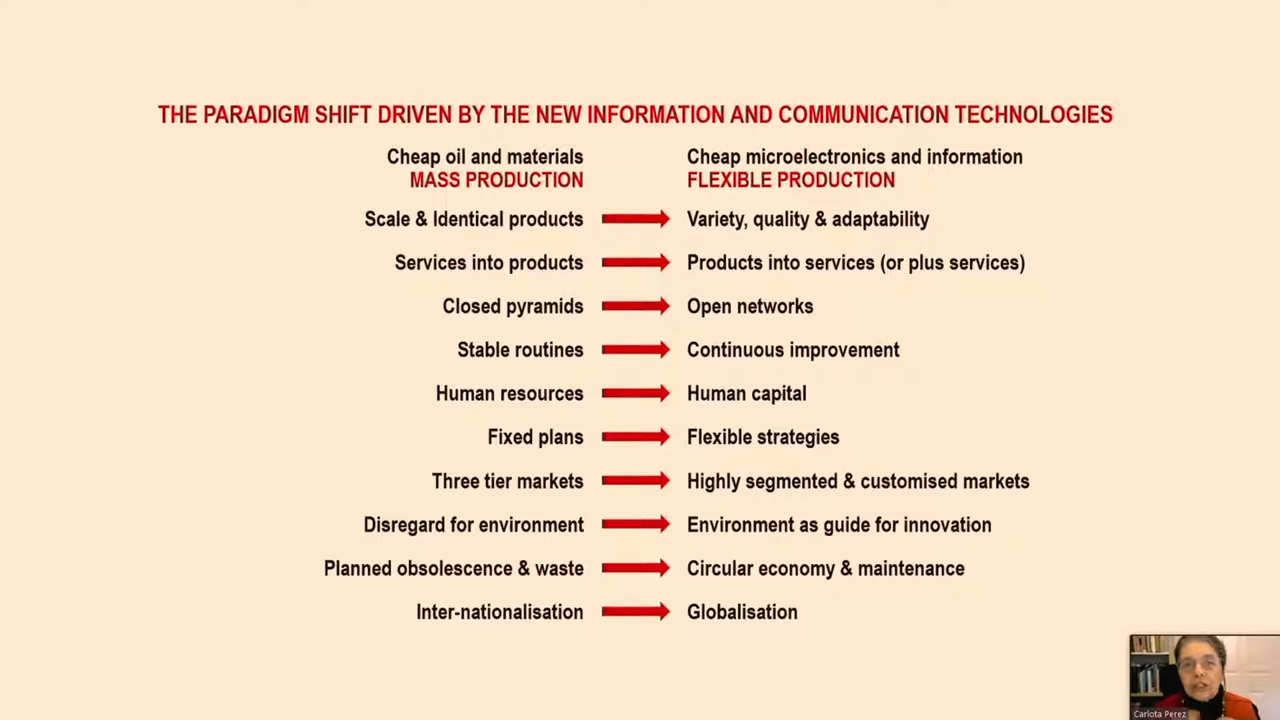 THE PARADIGM SHIFT DRIVEN BY THE NEW INFORMATION AND COMMUNICATION TECHNOLOGIES
Cheap oil and materials Cheap microelectronics and information
MASS PRODUCTION FLEXIBLE PRODUCTION
Scale & Identical products Variety, quality & adaptability
Services into products Products into services (or plus services)
Closed pyramids Open networks
Stable routines Continuous improvement
Human resources Human capital
Fixed plans Flexible strategies
Three tier markets Highly segmented & customised markets
Disregard for environment Environment as guide for innovation
Planned obsolescence & waste Circular economy & maintenance
Inter-nationalisation Globalisation
Carlota Perez